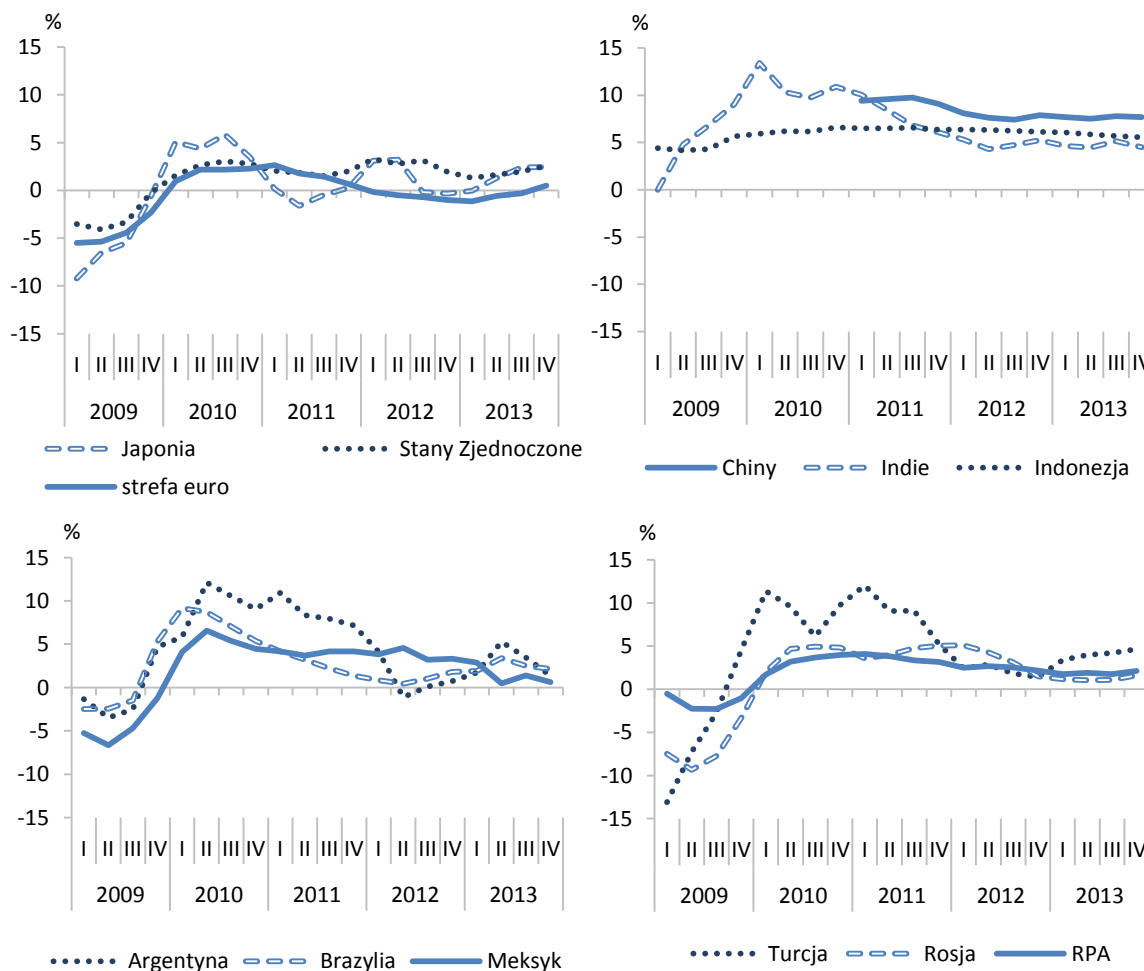 %
15
10
5
0
-5
-10
-15
I II III IV I II III IV I II III IV I II III IV I II III IV
2009 2010 2011 2012 2013
Japonia Stany Zjednoczone
strefa euro
%
15
10
5
0
-5
-10
-15
I II III IV I II III IV I II III IV I II III IV I II III IV
2009 2010 2011 2012 2013
Chiny Indie Indonezja
%
15
10
5
0
-5
-10
-15
I II III IV I II III IV I II III IV I II III IV I II III IV
2009 2010 2011 2012 2013
Argentyna Brazylia Meksyk
%
15
10
5
0
-5
-10
-15
I II III IV I II III IV I II III IV I II III IV I II III IV
2009 2010 2011 2012 2013
Turcja Rosja RPA